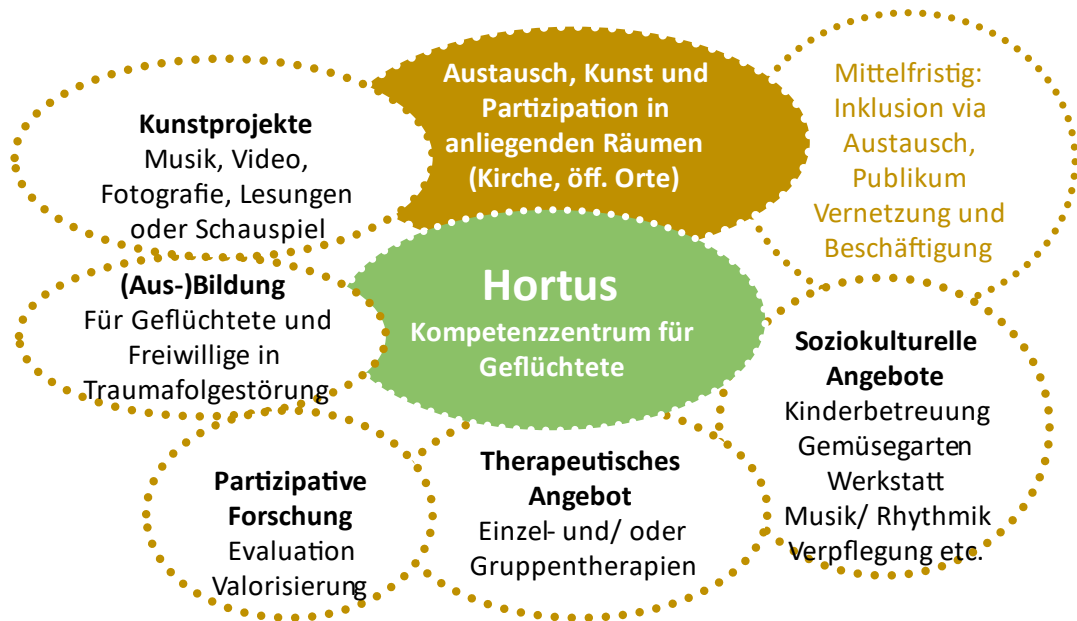 Austausch, Kunst und
Partizipation in
anliegenden Räumen
(Kirche, öff. Orte)
Mittelfristig:
Inklusion via
Austausch,
Publikum
Vernetzung und
Beschäftigung
Kunstprojekte
Musik, Video,
Fotografie, Lesungen
oder Schauspiel
Hortus
Kompetenzzentrum für
Geflüchtete
(Aus-)Bildung
Für Geflüchtete und
Freiwillige in
Traumafolgestörung
Soziokulturelle
Angebote
Kinderbetreuung
Gemüsegarten
Werkstatt
Musik/ Rhythmik
Verpflegung etc.
Partizipative
Forschung
Evaluation
Valorisierung
Therapeutisches
Angebot
Einzel- und/ oder
Gruppentherapien